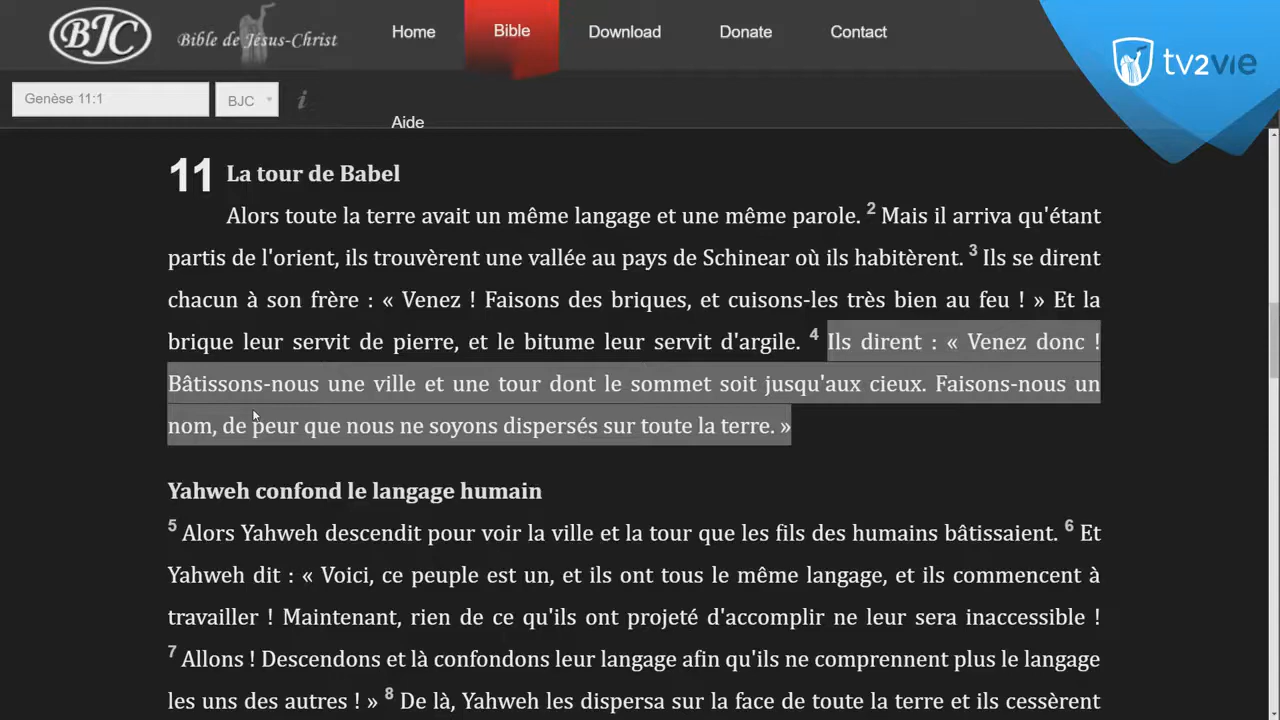 BJC Bible de Jésus-Christ Home Bible Download Donate Contact
tv2vie
Genèse 11:1 BJC i
Aide
11 La tour de Babel
Alors toute la terre avait un même langage et une même parole. 2 Mais il arriva qu'étant
partis de l'orient, ils trouvèrent une vallée au pays de Schinear où ils habitèrent. 3 Ils se dirent
chacun à son frère : « Venez ! Faisons des briques, et cuisons-les très bien au feu ! » Et la
brique leur servit de pierre, et le bitume leur servit d'argile. 4 Ils dirent : « Venez donc !
Bâtissons-nous une ville et une tour dont le sommet soit jusqu'aux cieux. Faisons-nous un
nom, de peur que nous ne soyons dispersés sur toute la terre. »
Yahweh confond le langage humain
5 Alors Yahweh descendit pour voir la ville et la tour que les fils des humains bâtissaient. 6 Et
Yahweh dit : « Voici, ce peuple est un, et ils ont tous le même langage, et ils commencent à
travailler ! Maintenant, rien de ce qu'ils ont projeté d'accomplir ne leur sera inaccessible !
7 Allons ! Descendons et là confondons leur langage afin qu'ils ne comprennent plus le langage
les uns des autres ! » 8 De là, Yahweh les dispersa sur la face de toute la terre et ils cessèrent